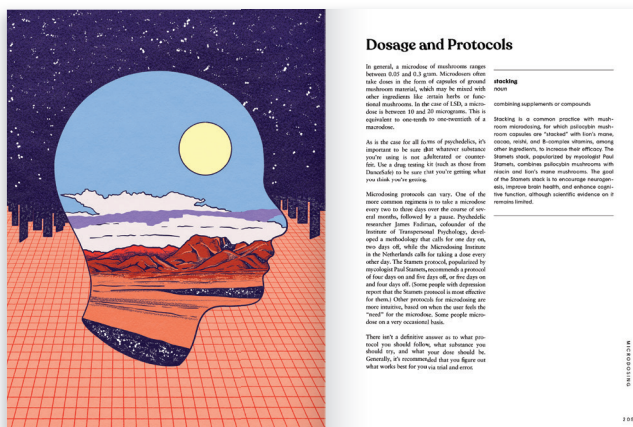 Dosage and Protocols
In general, a microdose of mushrooms ranges
between 0.05 and 0.3 gram. Microdosers often
take doses in the form of capsules of ground
mushroom material, which may be mixed with
other ingredients like certain herbs or func-
tional mushrooms. In the case of LSD, a micro-
dose is between 10 and 20 micrograms. This is
equivalent to one-tenth to one-twentieth of a
macrodose.
As is the case for all forms of psychedelics, it's
important to be sure that whatever substance
you're using is not adulterated or counter-
feit. Use a drug testing kit (such as those from
DanceSafe) to be sure that you're getting what
you think you're getting.
Microdosing protocols can vary. One of the
more common regimens is to take a microdose
every two to three days over the course of sev-
eral months, followed by a pause. Psychedelic
researcher James Fadiman, cofounder of the
Institute of Transpersonal Psychology, devel-
oped a methodology that calls for one day on,
two days off, while the Microdosing Institute
in the Netherlands calls for taking a dose every
other day. The Stamets protocol, popularized by
mycologist Paul Stamets, recommends a protocol
of four days on and five days off, or five days on
and four days off. (Some people with depression
report that the Stamets protocol is most effective
for them.) Other protocols for microdosing are
more intuitive, based on when the user feels the
"need" for the microdose. Some people micro-
dose on a very occasional basis.
There isn't a definitive answer as to what pro-
tocol you should follow, what substance you
should try, and what your dose should be.
Generally, it's recommended that you figure out
what works best for you via trial and error.
stacking
noun
combining supplements or compounds
Stacking is a common practice with mush-
room microdosing, for which psilocybin mush-
room capsules are "stacked" with lion's mane,
cacao, reishi, and B-complex vitamins, among
other ingredients, to increase their efficacy. The
Stamets stack, popularized by mycologist Paul
Stamets, combines psilocybin mushrooms with
niacin and lion's mane mushrooms. The goal
of the Stamets stack is to encourage neurogen-
esis, improve brain health, and enhance cogni-
tive function, although scientific evidence on it
remains limited.
MICRODOSING